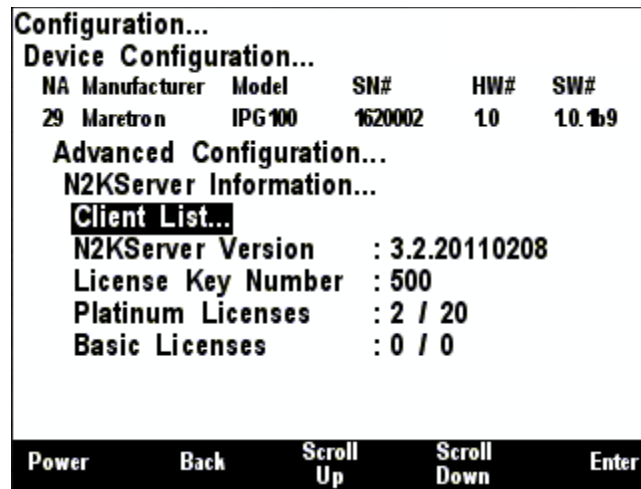 Configuration...
Device Configuration...
NA Manufacturer Model SN# HW# SW#
29 Maretron IPG100 1620002 1.0 1.0.1b9
Advanced Configuration...
N2KServer Information...
Client List...
N2KServer Version : 3.2.20110208
License Key Number : 500
Platinum Licenses : 2 / 20
Basic Licenses : 0 / 0
Power Back Scroll Up Scroll Down Enter